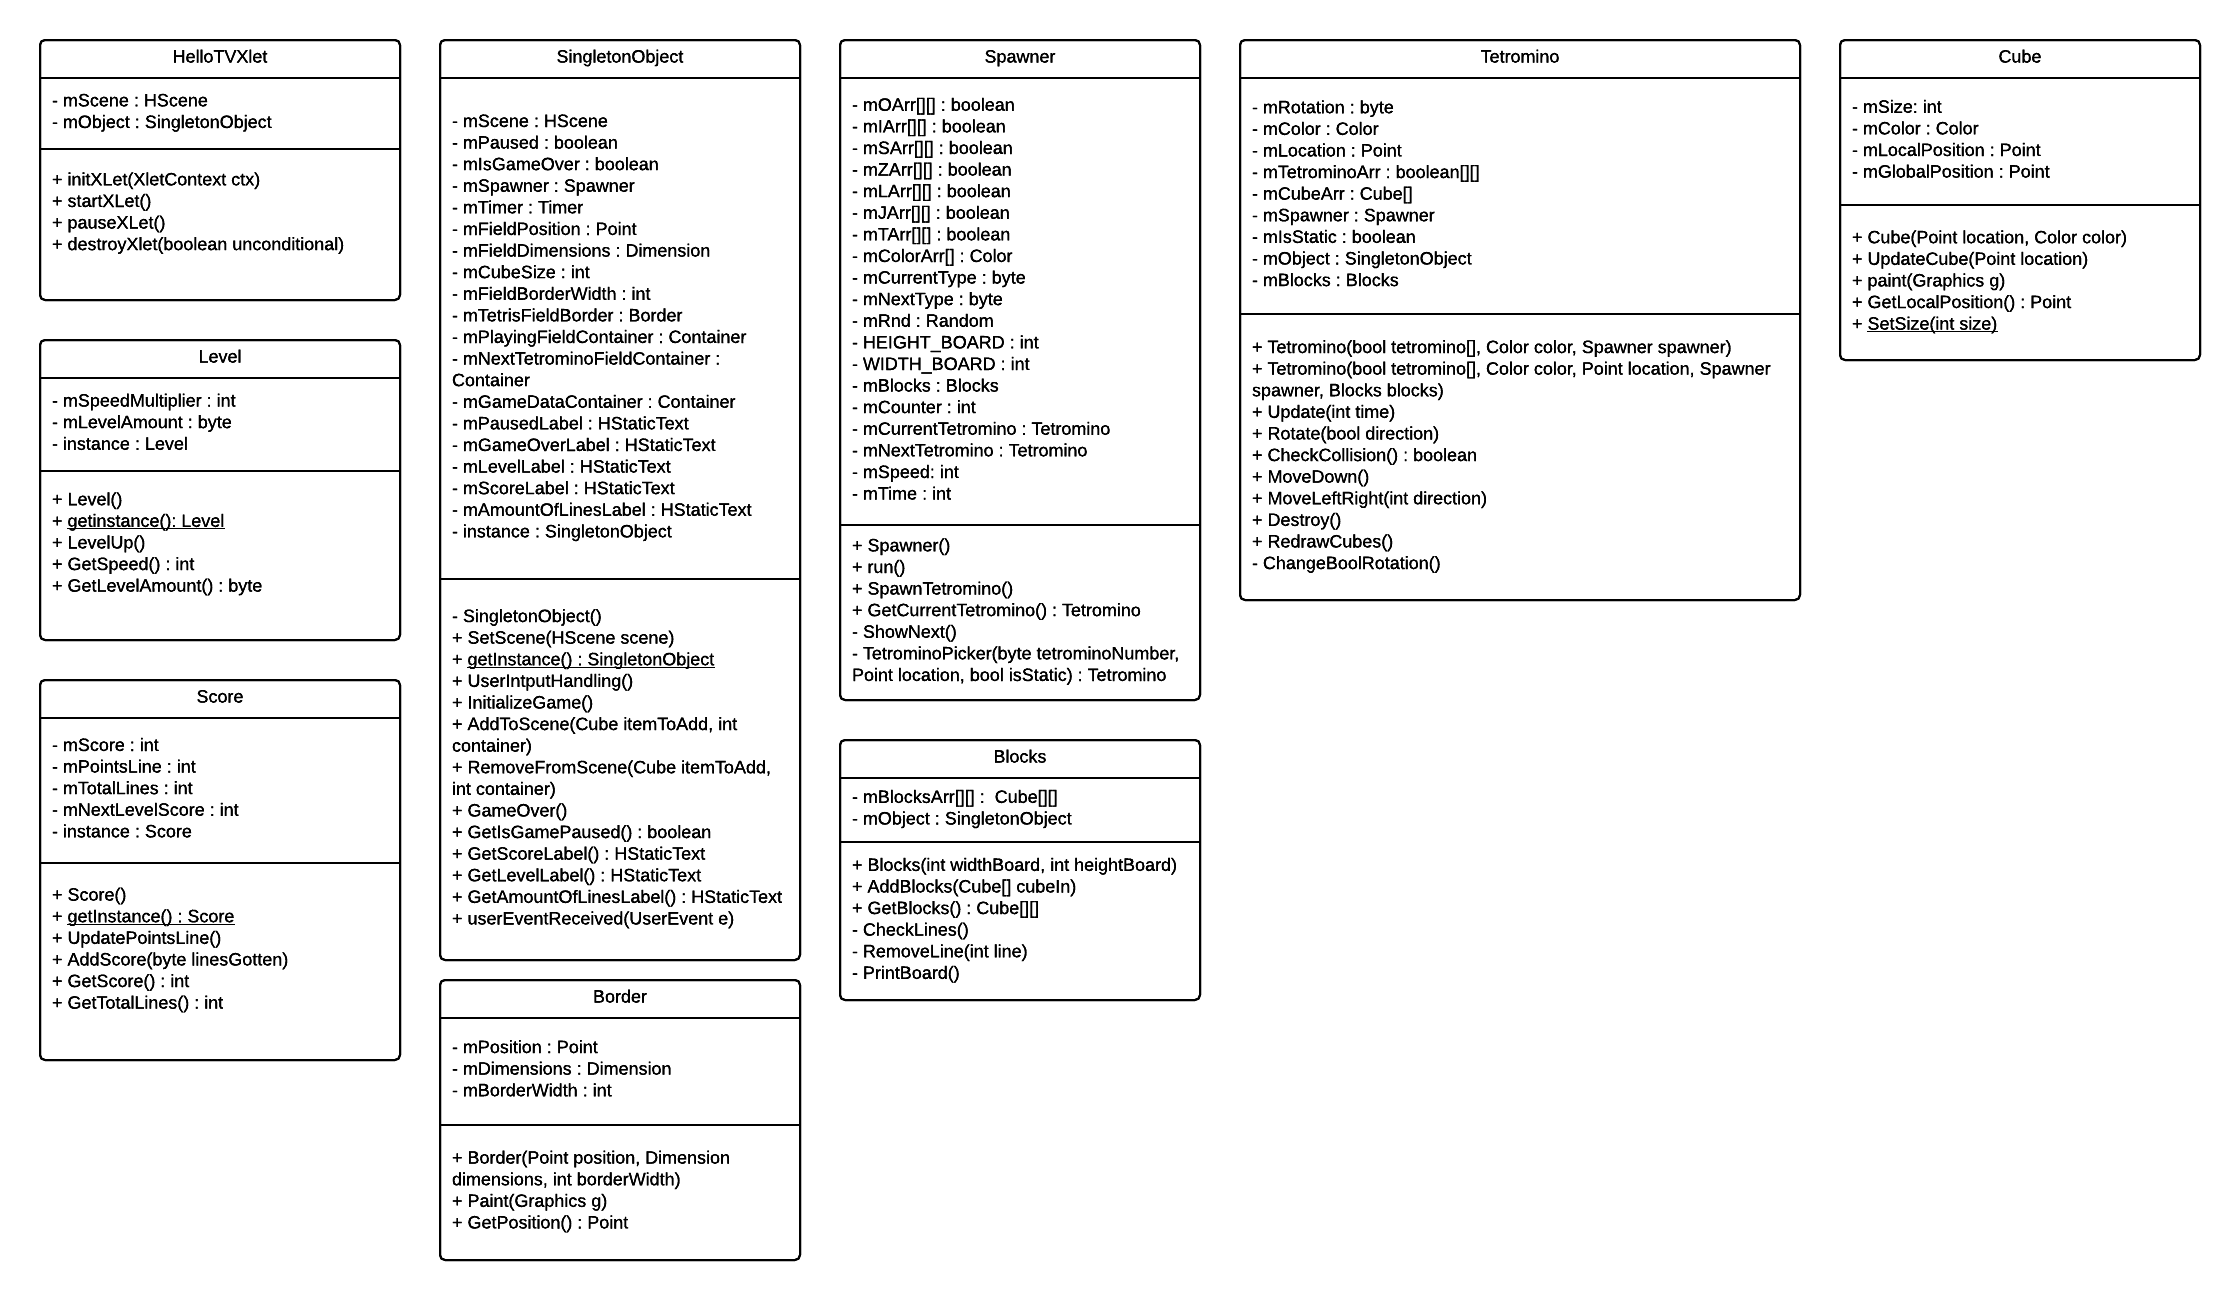 HelloTVXlet
- mScene : HScene
- mObject : SingletonObject
+ initXLet(XletContext ctx)
+ startXLet()
+ pauseXLet()
+ destroyXlet(boolean unconditional)
Level
- mSpeedMultiplier : int
- mLevelAmount : byte
- instance : Level
+ Level()
+ getinstance(): Level
+ LevelUp()
+ GetSpeed() : int
+ GetLevelAmount() : byte
Score
- mScore : int
- mPointsLine : int
- mTotalLines : int
- mNextLevelScore : int
- instance : Score
+ Score()
+ getInstance() : Score
+ UpdatePointsLine()
+ AddScore(byte linesGotten)
+ GetScore() : int
+ GetTotalLines() : int
SingletonObject
- mScene : HScene
- mPaused : boolean
- mIsGameOver : boolean
- mSpawner : Spawner
- mTimer : Timer
- mFieldPosition : Point
- mFieldDimensions : Dimension
- mCubeSize : int
- mFieldBorderWidth : int
- mTetrisFieldBorder : Border
- mPlayingFieldContainer : Container
- mNextTetrominoFieldContainer :
Container
- mGameDataContainer : Container
- mPausedLabel : HStaticText
- mGameOverLabel : HStaticText
- mLevelLabel : HStaticText
- mScoreLabel : HStaticText
- mAmountOfLinesLabel : HStaticText
- instance : SingletonObject
- SingletonObject()
+ SetScene(HScene scene)
+ getInstance() : SingletonObject
+ UserIntputHandling()
+ InitializeGame()
+ AddToScene(Cube itemToAdd, int
container)
+ RemoveFromScene(Cube itemToAdd,
int container)
+ GameOver()
+ GetIsGamePaused() : boolean
+ GetScoreLabel() : HStaticText
+ GetLevelLabel() : HStaticText
+ GetAmountOfLinesLabel() : HStaticText
+ userEventReceived(UserEvent e)
Border
- mPosition : Point
- mDimensions : Dimension
- mBorderWidth : int
+ Border(Point position, Dimension
dimensions, int borderWidth)
+ Paint(Graphics g)
+ GetPosition() : Point
Spawner
- mOArr[][] : boolean
- mIArr[][] : boolean
- mSArr[][] : boolean
- mZArr[][] : boolean
- mLArr[][] : boolean
- mJArr[][] : boolean
- mTArr[][] : boolean
- mColorArr[] : Color
- mCurrentType : byte
- mNextType : byte
- mRnd : Random
- HEIGHT_BOARD : int
- WIDTH_BOARD : int
- mBlocks : Blocks
- mCounter : int
- mCurrentTetromino : Tetromino
- mNextTetromino : Tetromino
- mSpeed: int
- mTime : int
+ Spawner()
+ run()
+ SpawnTetromino()
+ GetCurrentTetromino() : Tetromino
- ShowNext()
- TetrominoPicker(byte tetrominoNumber,
Point location, bool isStatic) : Tetromino
Blocks
- mBlocksArr[][] :  Cube[][]
- mObject : SingletonObject
+ Blocks(int widthBoard, int heightBoard)
+ AddBlocks(Cube[] cubeIn)
+ GetBlocks() : Cube[][]
- CheckLines()
- RemoveLine(int line)
- PrintBoard()
Tetromino
- mRotation : byte
- mColor : Color
- mLocation : Point
- mTetrominoArr : boolean[][]
- mCubeArr : Cube[]
- mSpawner : Spawner
- mIsStatic : boolean
- mObject : SingletonObject
- mBlocks : Blocks
+ Tetromino(bool tetromino[], Color color, Spawner spawner)
+ Tetromino(bool tetromino[], Color color, Point location, Spawner
spawner, Blocks blocks)
+ Update(int time)
+ Rotate(bool direction)
+ CheckCollision() : boolean
+ MoveDown()
+ MoveLeftRight(int direction)
+ Destroy()
+ RedrawCubes()
- ChangeBoolRotation()
Cube
- mSize: int
- mColor : Color
- mLocalPosition : Point
- mGlobalPosition : Point
+ Cube(Point location, Color color)
+ UpdateCube(Point location)
+ paint(Graphics g)
+ GetLocalPosition() : Point
+ SetSize(int size)